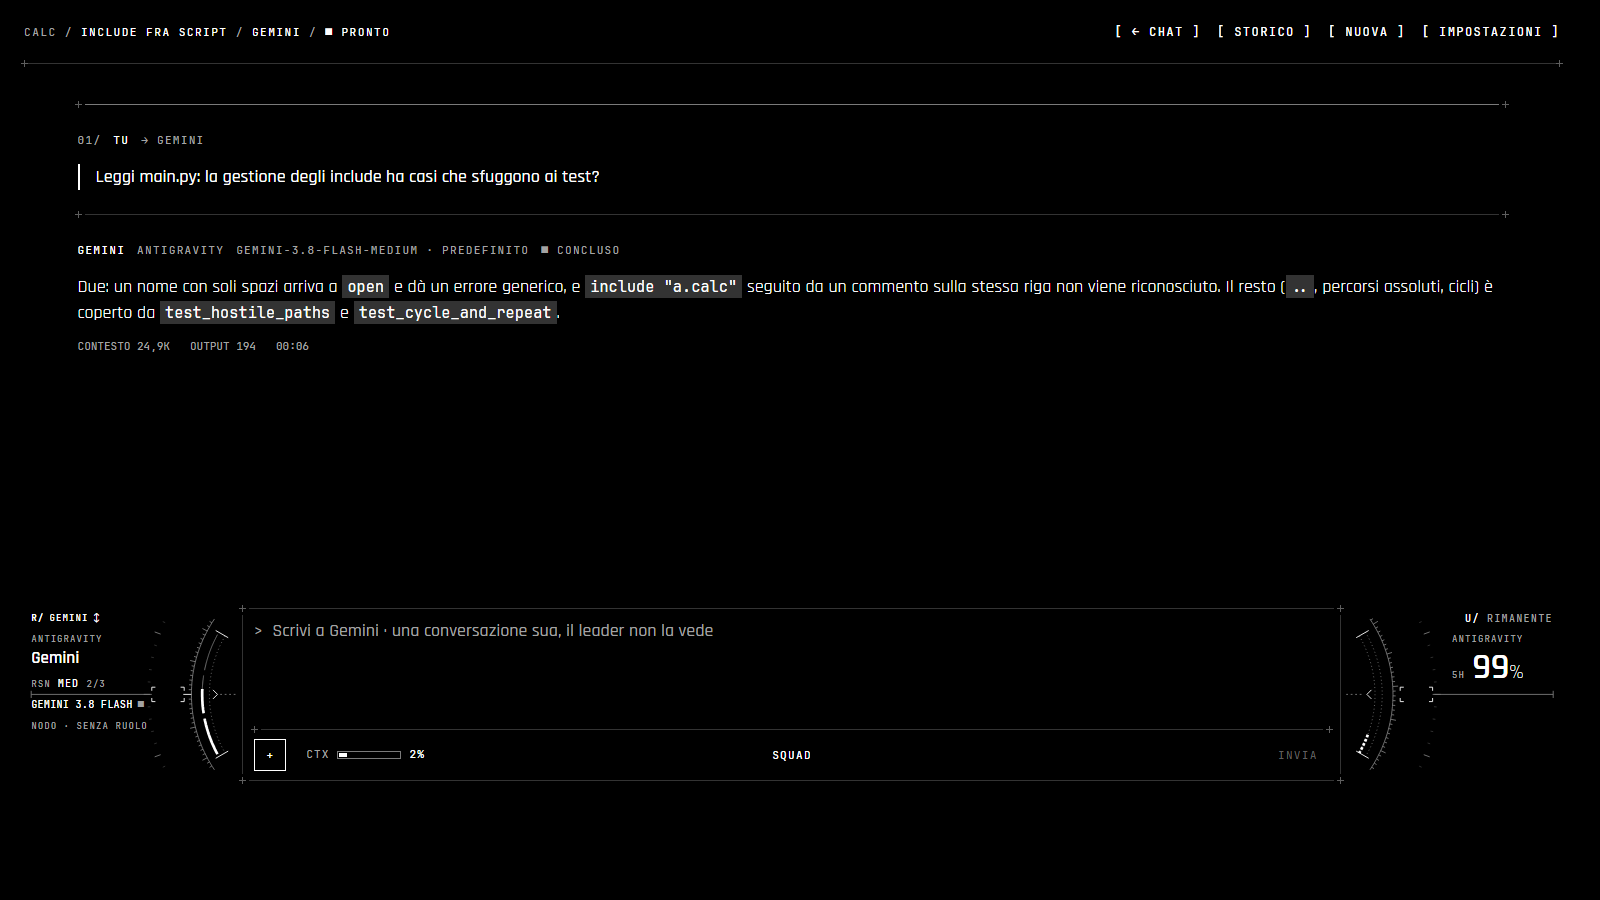 CALC / INCLUDE FRA SCRIPT / GEMINI / ■ PRONTO
[ ← CHAT ] [ STORICO ] [ NUOVA ] [ IMPOSTAZIONI ]
01/ TU → GEMINI
Leggi main.py: la gestione degli include ha casi che sfuggono ai test?
GEMINI ANTIGRAVITY GEMINI-3.8-FLASH-MEDIUM · PREDEFINITO ■ CONCLUSO
Due: un nome con soli spazi arriva a open e dà un errore generico, e include "a.calc" seguito da un commento sulla stessa riga non viene riconosciuto. Il resto (.., percorsi assoluti, cicli) è
coperto da test_hostile_paths e test_cycle_and_repeat.
CONTESTO 24,9K OUTPUT 194 00:06
R/ GEMINI ↕
ANTIGRAVITY
Gemini
RSN MED 2/3
GEMINI 3.8 FLASH ■
NODO · SENZA RUOLO
> Scrivi a Gemini · una conversazione sua, il leader non la vede
+ CTX 2% SQUAD INVIA
U/ RIMANENTE
ANTIGRAVITY
5H 99%